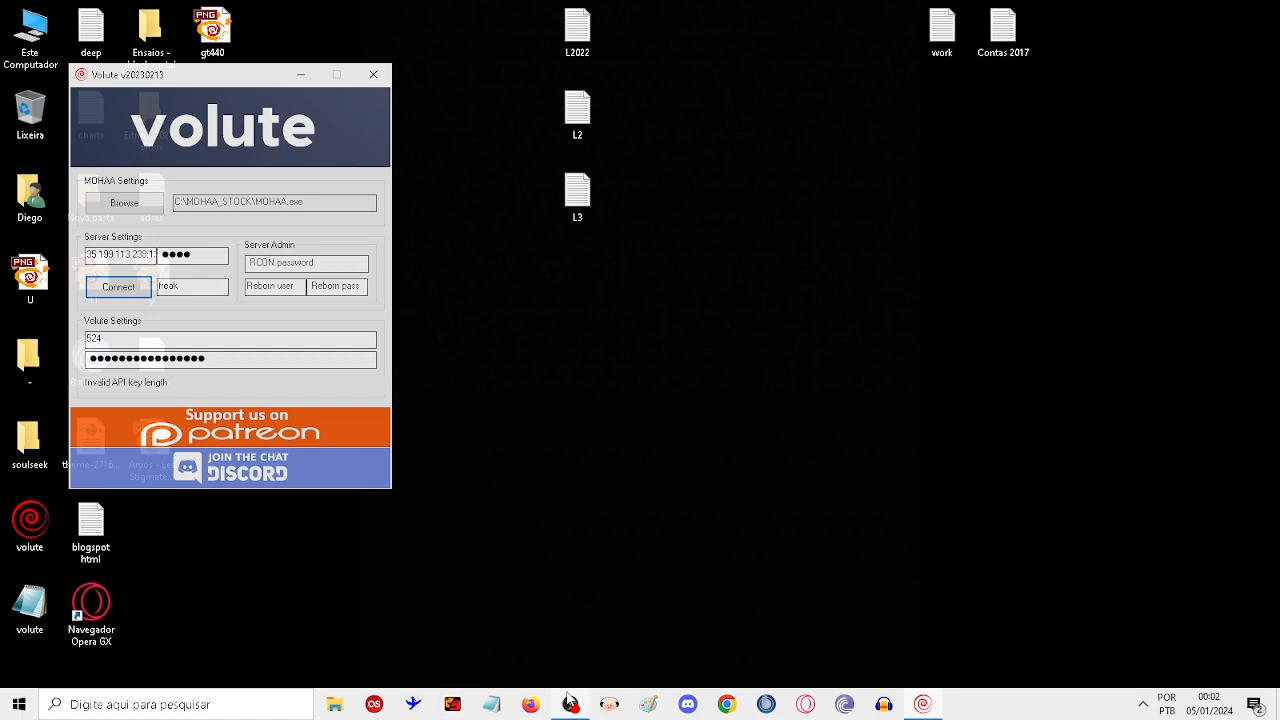 Este
Computador
deep
ensaios -
gt440
L2022
work
Contas 2017
Lixeira
L2
Diego
L3
U
-
soulseek
volute
blogspot
html
volute
Navegador
Opera GX
volute
MOHAA Settings
Browse
C:\MOHAA_STOCK\MOHAA.exe
Server Settings
Server Admin
RCON password
Connect
freak
Reborn user
Reborn pass
Volute Settings
524
Invalid API key length
Support us on
patreon
JOIN THE CHAT
DISCORD
Digite aqui para pesquisar
POR
PTB
00:02
05/01/2024